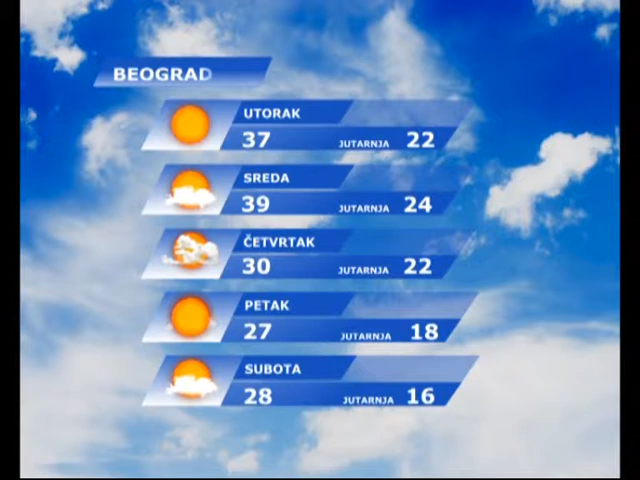 BEOGRAD
UTORAK
37 JUTARNJA 22
SREDA
39 JUTARNJA 24
ČETVRTAK
30 JUTARNJA 22
PETAK
27 JUTARNJA 18
SUBOTA
28 JUTARNJA 16